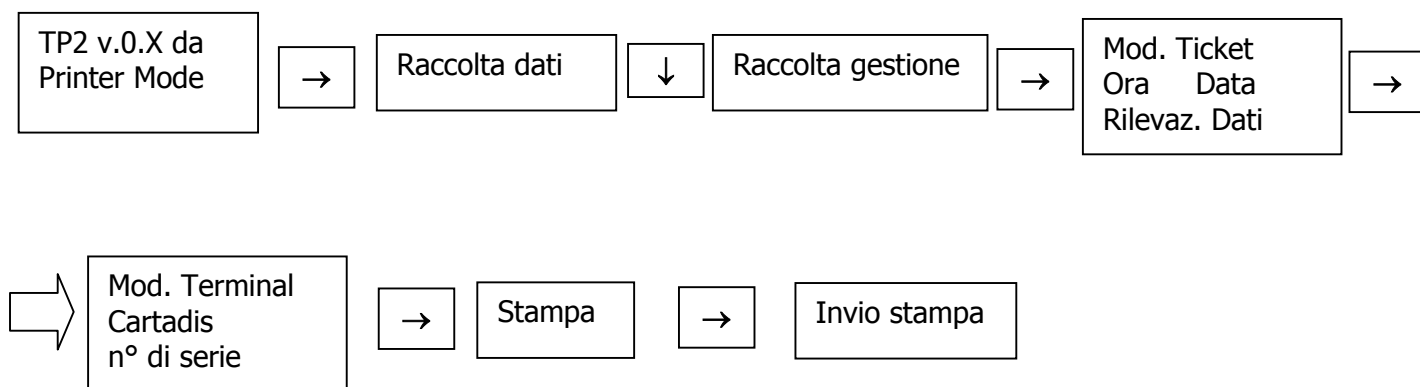 TP2 v.0.X da
Printer Mode
→
Raccolta dati
↓
Raccolta gestione
→
Mod. Ticket
Ora Data
Rilevaz. Dati
→
Mod. Terminal
Cartadis
n° di serie
→
Stampa
→
Invio stampa